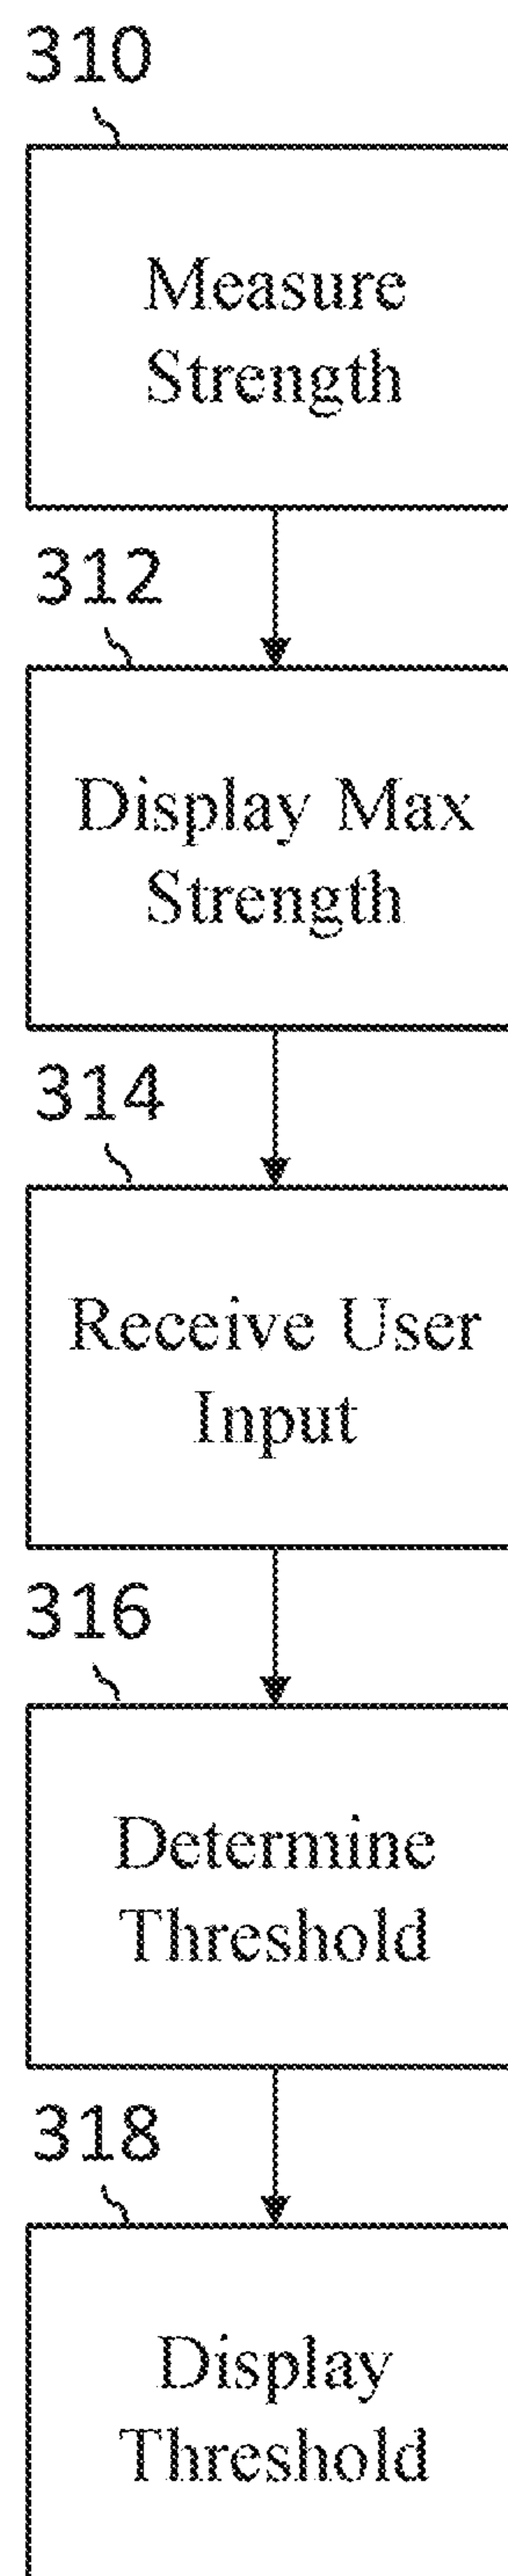 310
Measure
Strength
312
Display Max
Strength
314
Receive User
Input
316
Determine
Threshold
318
Display
Threshold